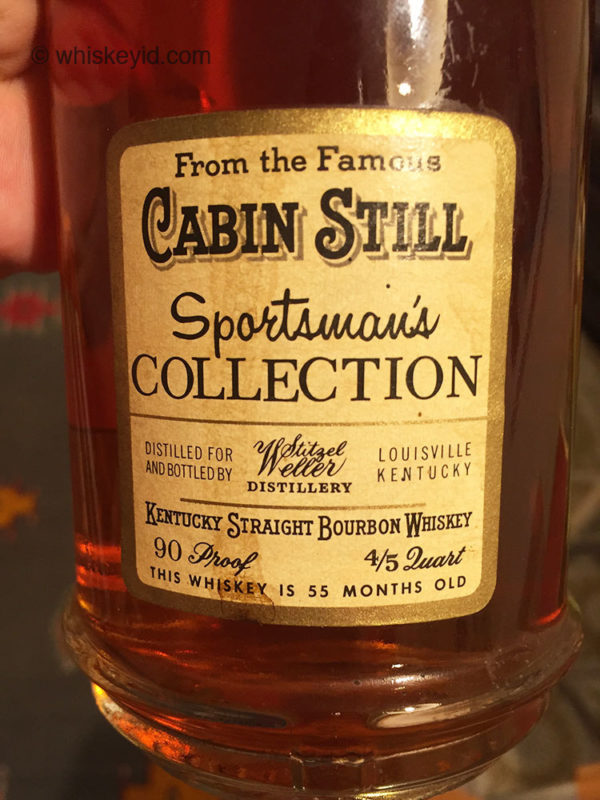 © whiskeyid.com
From the Famous
CABIN STILL
Sportsman's
COLLECTION
DISTILLED FOR
AND BOTTLED BY
Stitzel
Weller
DISTILLERY
LOUISVILLE
KENTUCKY
KENTUCKY STRAIGHT BOURBON WHISKEY
90 Proof 4/5 Quart
THIS WHISKEY IS 55 MONTHS OLD